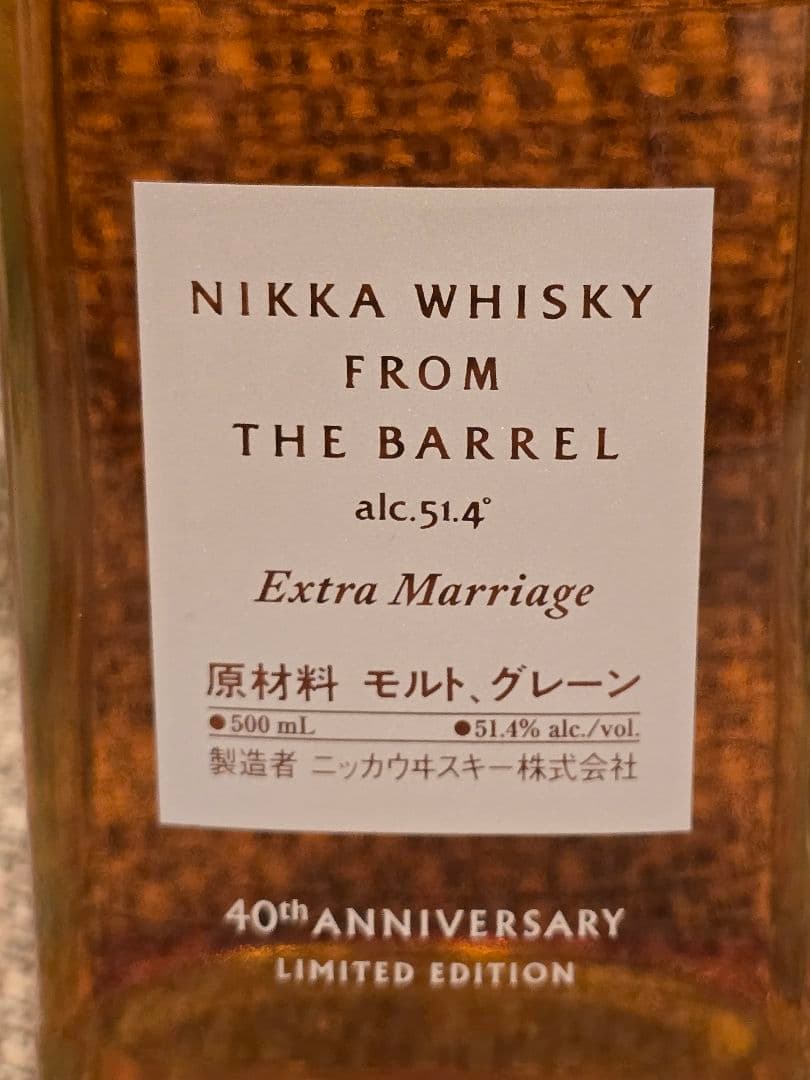 NIKKA WHISKY
FROM
THE BARREL
alc.51.4°
Extra Marriage
原材料 モルト、グレーン
●500 mL ●51.4% alc./vol.
製造者 ニッカウヰスキー株式会社
40th ANNIVERSARY
LIMITED EDITION